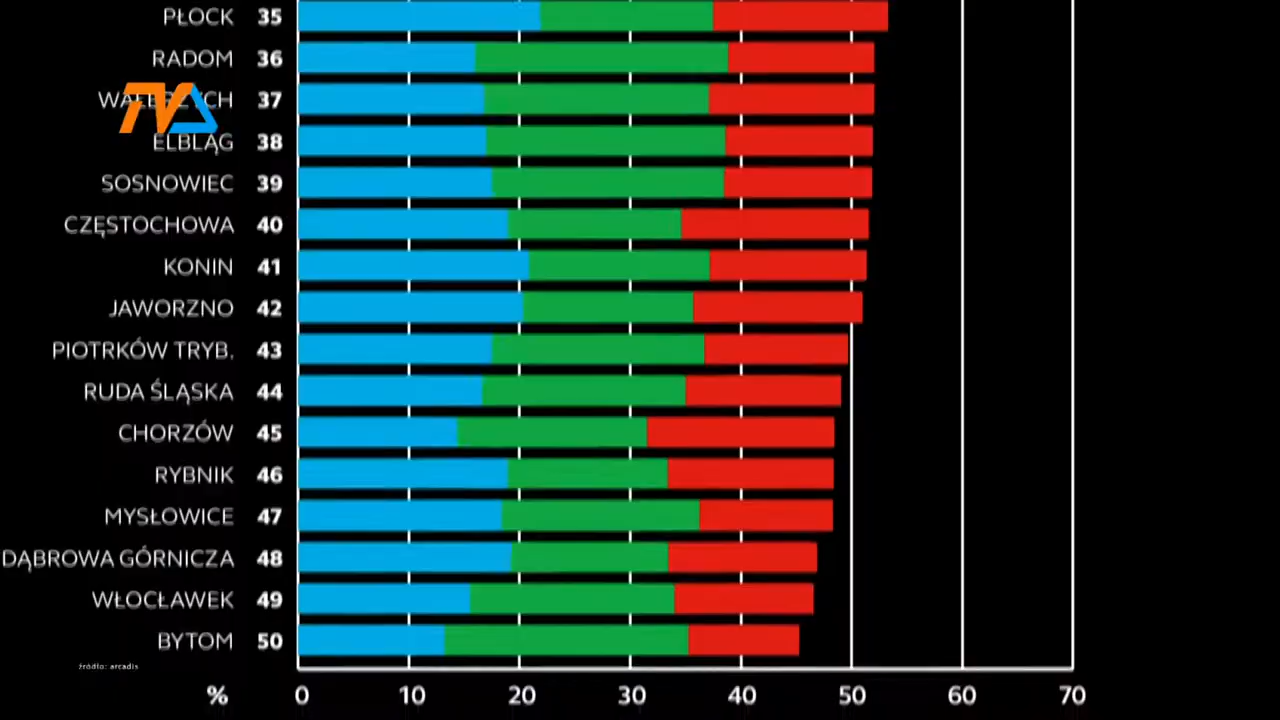 PŁOCK 35
RADOM 36
TVA
WAŁBRZYCH 37
ELBLĄG 38
SOSNOWIEC 39
CZĘSTOCHOWA 40
KONIN 41
JAWORZNO 42
PIOTRKÓW TRYB. 43
RUDA ŚLĄSKA 44
CHORZÓW 45
RYBNIK 46
MYSŁOWICE 47
DĄBROWA GÓRNICZA 48
WŁOCŁAWEK 49
BYTOM 50
źródło: arcadis
% 0 10 20 30 40 50 60 70